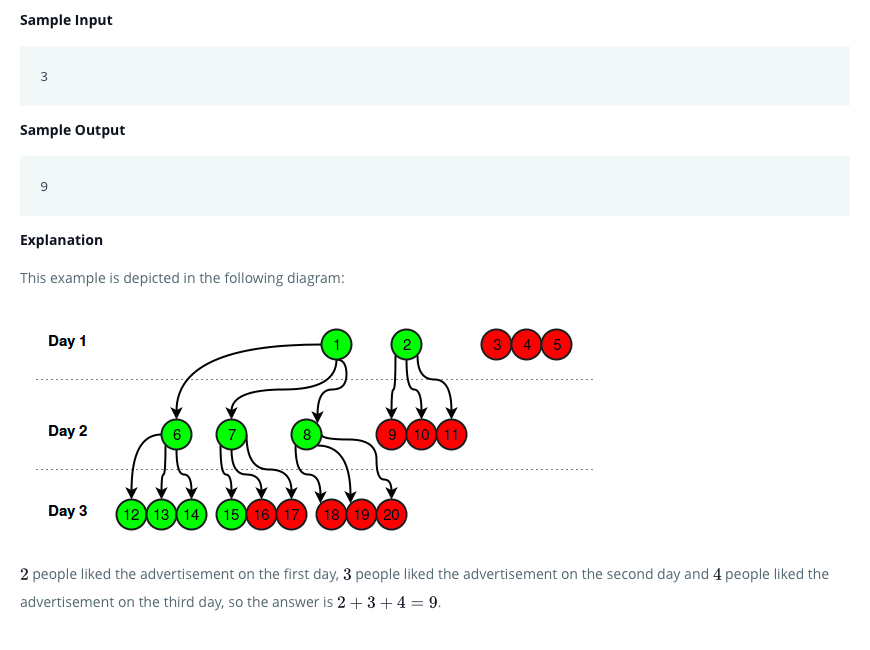 Sample Input
3
Sample Output
9
Explanation
This example is depicted in the following diagram:
Day 1 1 2 3 4 5
Day 2 6 7 8 9 10 11
Day 3 12 13 14 15 16 17 18 19 20
2 people liked the advertisement on the first day, 3 people liked the advertisement on the second day and 4 people liked the
advertisement on the third day, so the answer is 2 + 3 + 4 = 9.